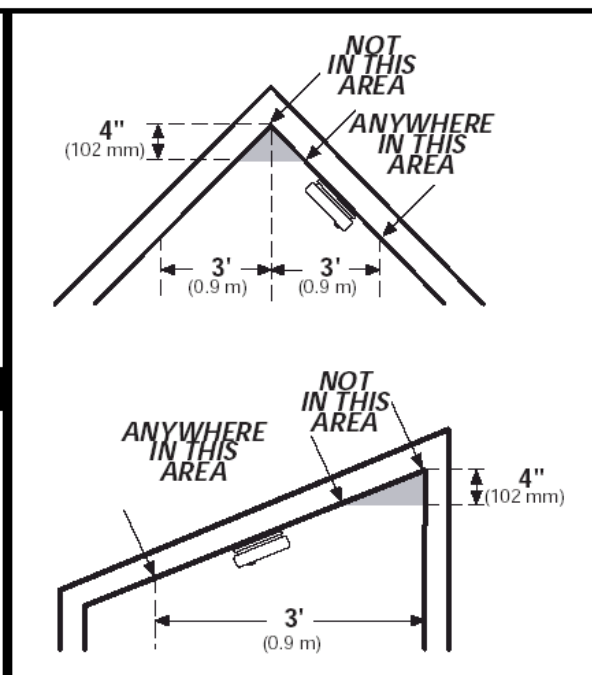 NOT
IN THIS
AREA
4"
(102 mm)
ANYWHERE
IN THIS
AREA
3'
(0.9 m)
3'
(0.9 m)
NOT
IN THIS
AREA
ANYWHERE
IN THIS
AREA
4"
(102 mm)
3'
(0.9 m)